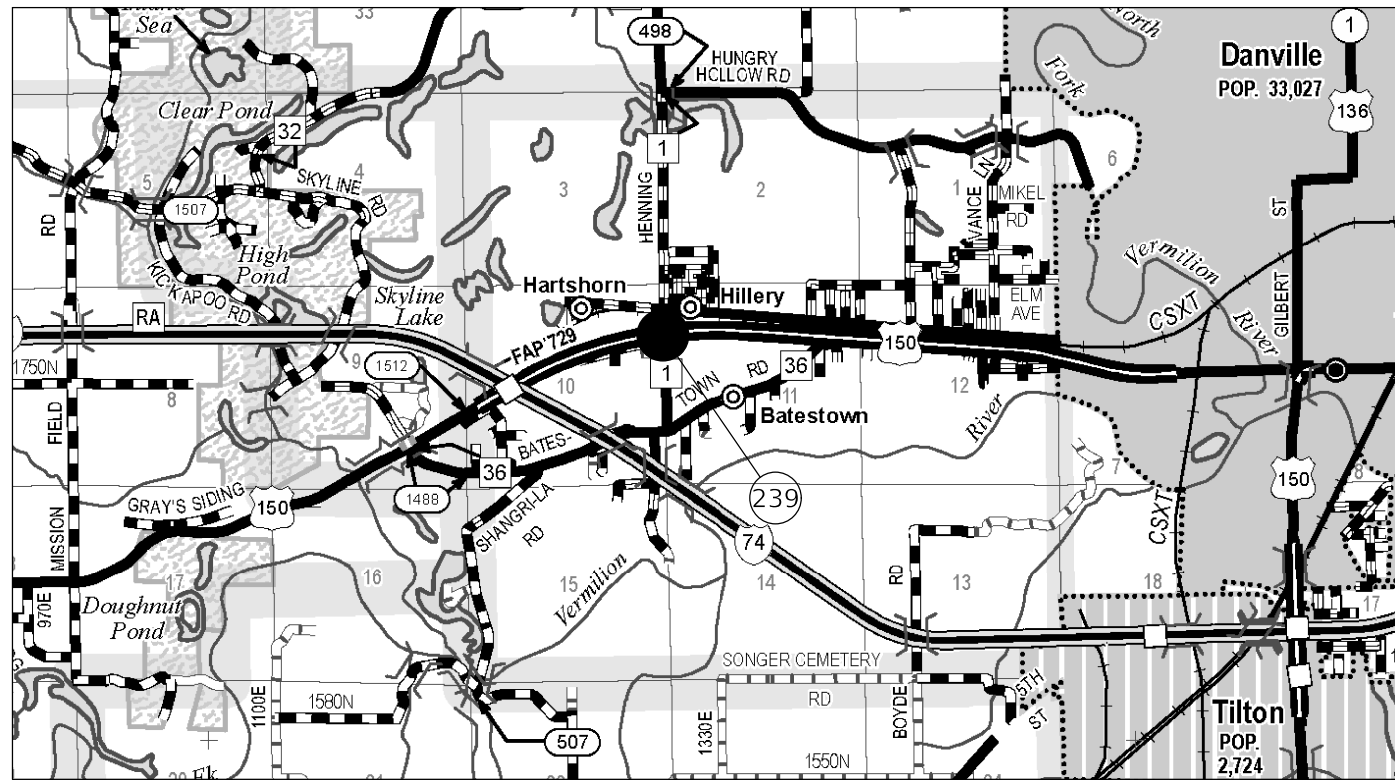 Sea
33
498
HUNGRY
HOLLOW RD
North
Fork
1
Danville
POP. 33,027
136
Clear Pond
32
1
5
4
3
2
1
6
SKYLINE
RD
1507
HENNING
VANCE
LN
MIKEL
RD
ST
RD
High
Pond
KICKAPOO RD
Skyline
Lake
Hartshorn
Hillery
ELM
AVE
Vermilion
River
CSXT
GILBERT
RA
FAP 729
150
1750N
9
1512
10
1
TOWN
RD
36
11
12
8
Batestown
River
FIELD
BATES-
36
1488
239
7
150
8
GRAY'S SIDING
150
SHANGRI-LA
RD
74
CSXT
MISSION
17
16
15
14
RD
13
18
17
970E
Doughnut
Pond
Vermilion
SONGER CEMETERY
RD
5TH
ST
1100E
1580N
1330E
BOYDE
507
1550N
Tilton
POP.
2,724
Fk